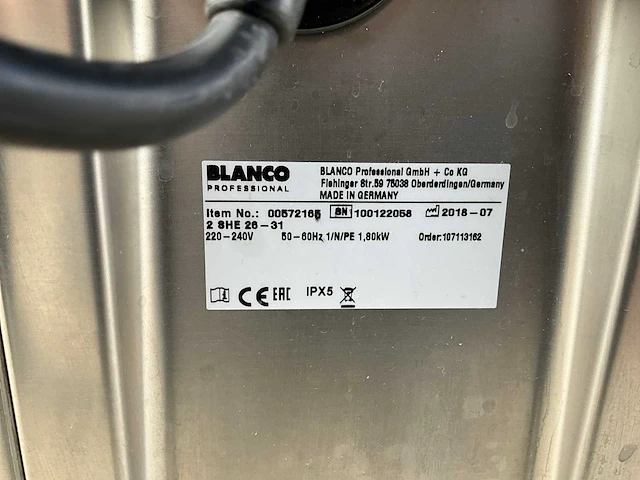 BLANCO
PROFESSIONAL
BLANCO Professional GmbH + Co KG
Flehinger Str.59 75038 Oberderdingen/Germany
MADE IN GERMANY
Item No.: 00572165 SN 100122058 2018-07
2 SHE 26-31
220-240V 50-60Hz 1/N/PE 1,80kW Order:107113162
CE EAC IPX5